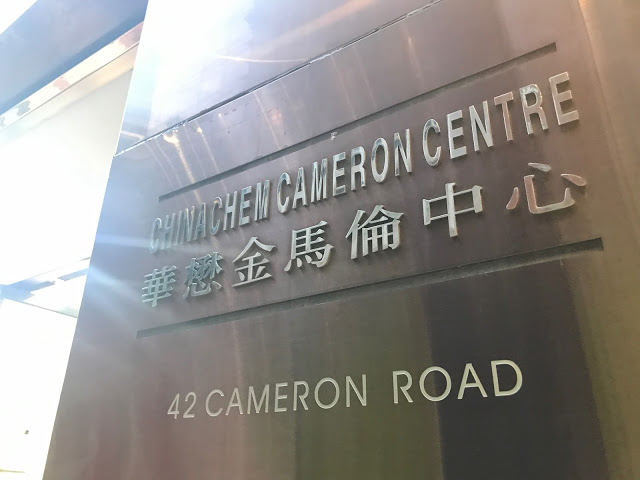 CHINACHEM CAMERON CENTRE
華懋金馬倫中心
42 CAMERON ROAD